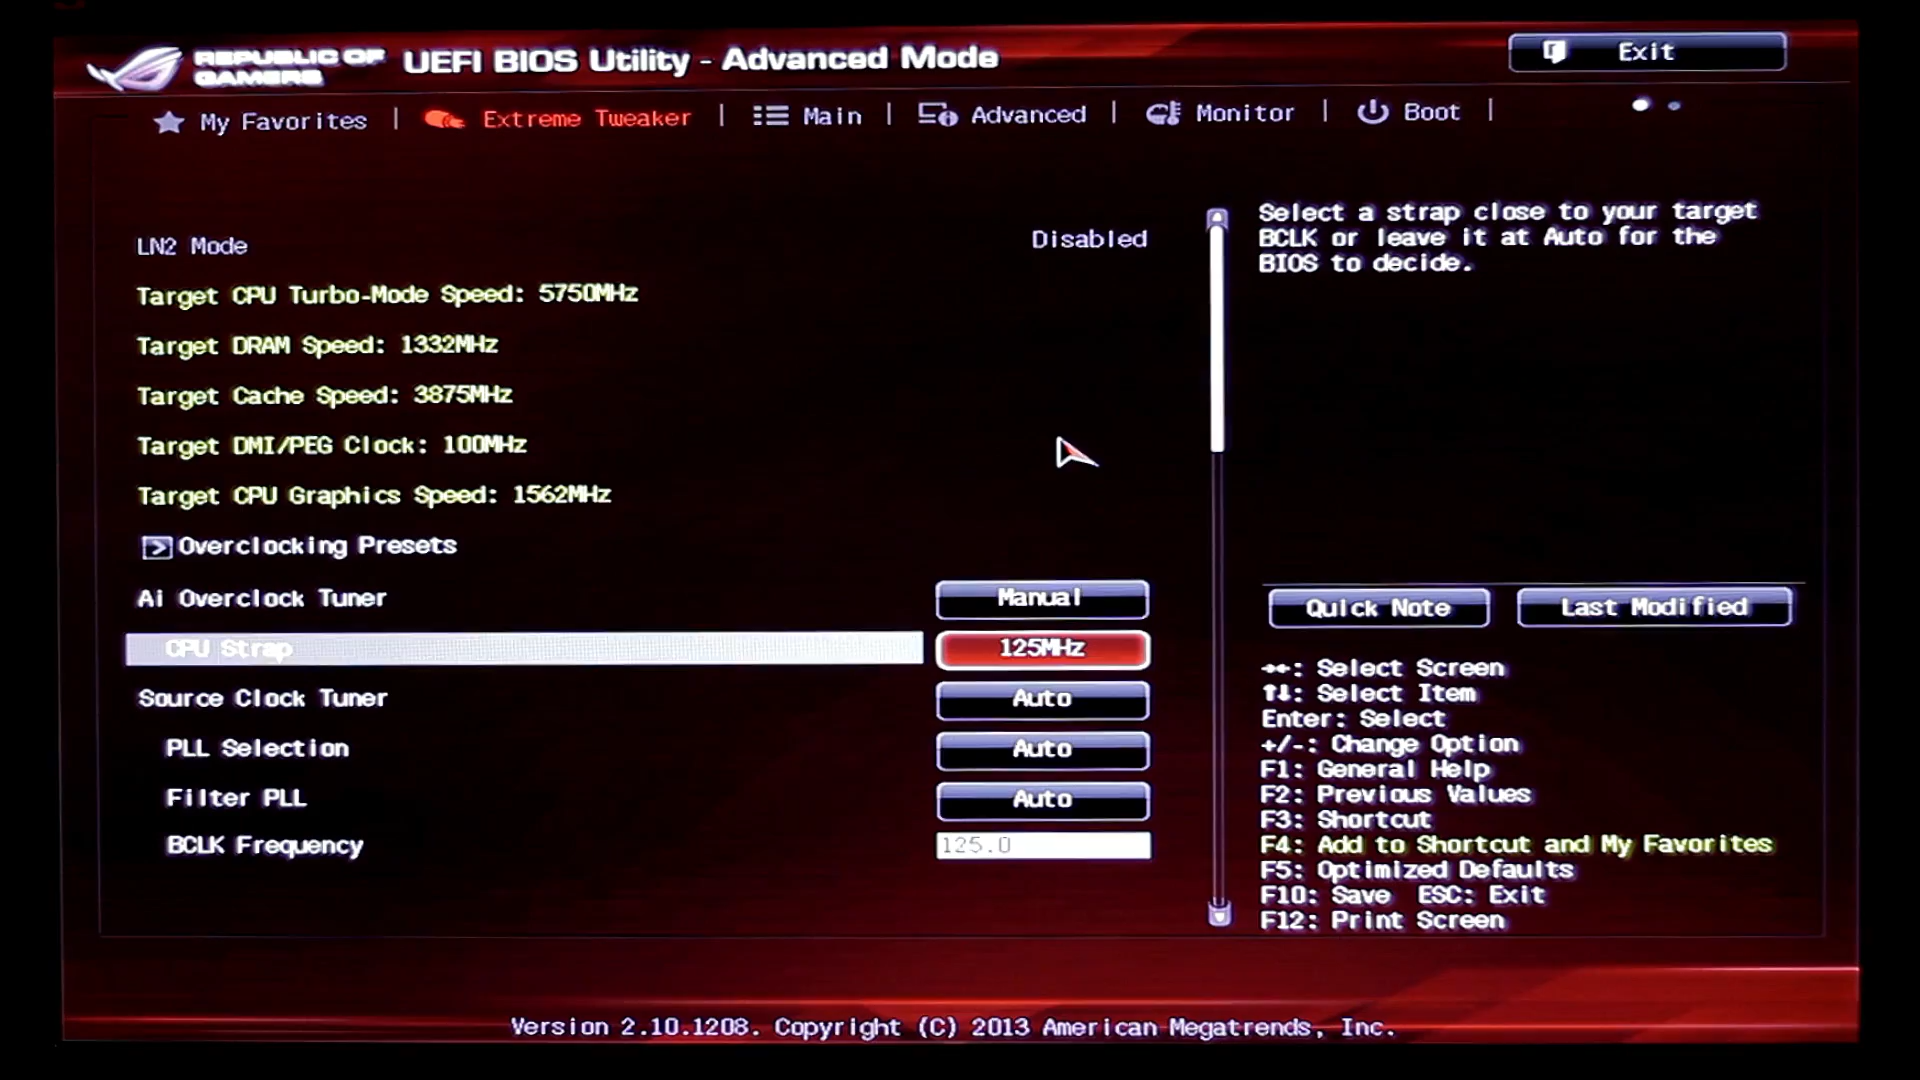 REPUBLIC OF GAMERS
UEFI BIOS Utility - Advanced Mode
Exit
My Favorites | Extreme Tweaker | Main | Advanced | Monitor | Boot |
LN2 Mode Disabled
Target CPU Turbo-Mode Speed: 5750MHz
Target DRAM Speed: 1332MHz
Target Cache Speed: 3875MHz
Target DMI/PEG Clock: 100MHz
Target CPU Graphics Speed: 1562MHz
Overclocking Presets
Ai Overclock Tuner Manual
CPU Strap 125MHz
Source Clock Tuner Auto
PLL Selection Auto
Filter PLL Auto
BCLK Frequency 125.0
Select a strap close to your target
BCLK or leave it at Auto for the
BIOS to decide.
Quick Note Last Modified
→←: Select Screen
↑↓: Select Item
Enter: Select
+/-: Change Option
F1: General Help
F2: Previous Values
F3: Shortcut
F4: Add to Shortcut and My Favorites
F5: Optimized Defaults
F10: Save ESC: Exit
F12: Print Screen
Version 2.10.1208. Copyright (C) 2013 American Megatrends, Inc.